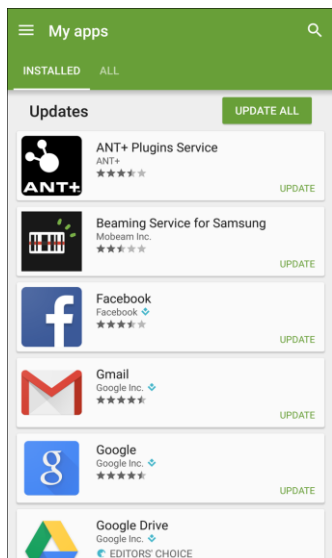 My apps
INSTALLED ALL
Updates UPDATE ALL
ANT+ Plugins Service
ANT+
ANT+
UPDATE
Beaming Service for Samsung
Mobeam Inc.
UPDATE
Facebook
Facebook
UPDATE
Gmail
Google Inc.
UPDATE
Google
Google Inc.
UPDATE
Google Drive
Google Inc.
EDITORS' CHOICE